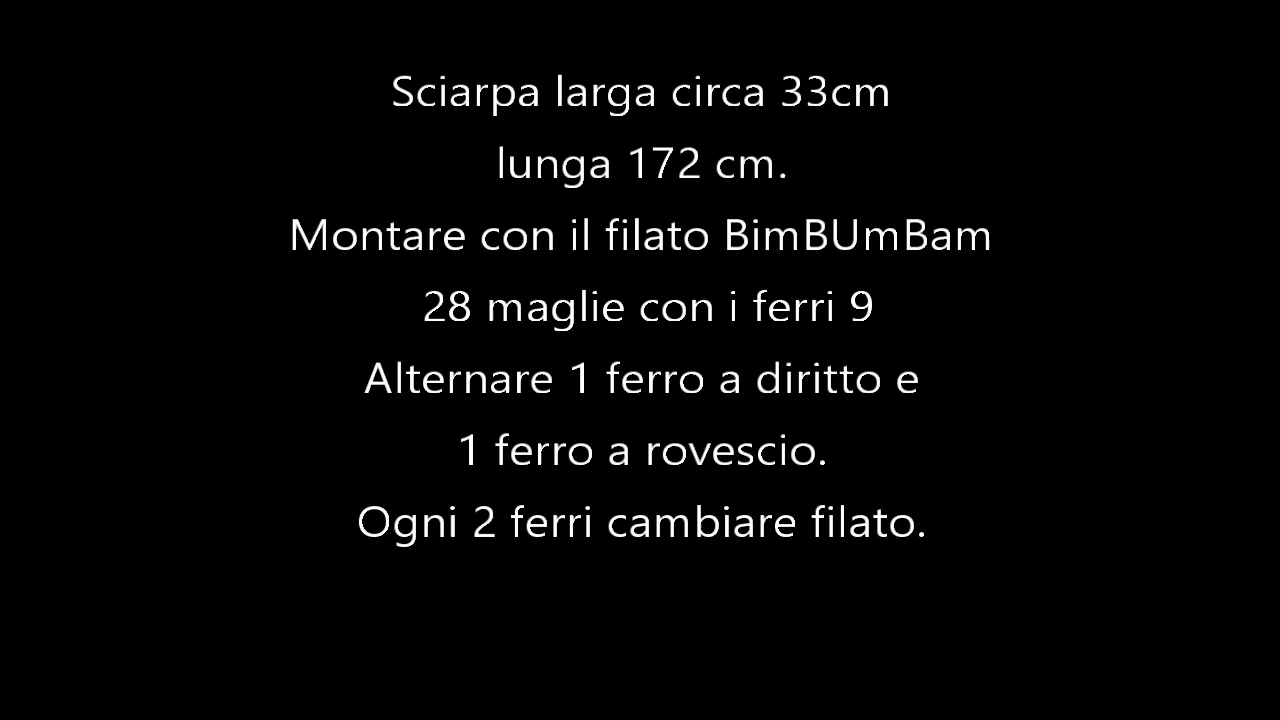 Sciarpa larga circa 33cm
lunga 172 cm.
Montare con il filato BimBUmBam
28 maglie con i ferri 9
Alternare 1 ferro a diritto e
1 ferro a rovescio.
Ogni 2 ferri cambiare filato.